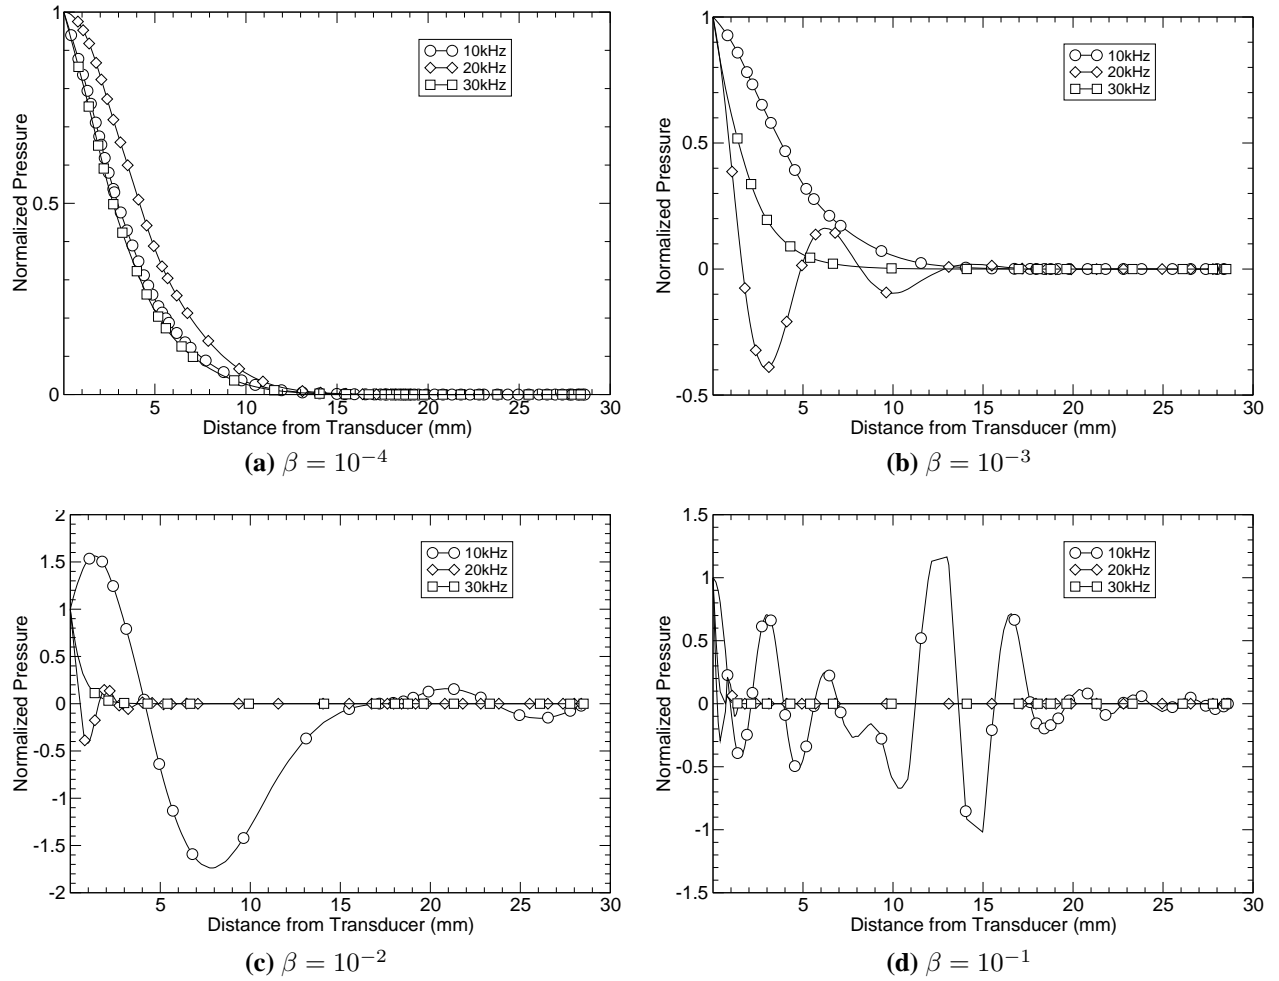 1
0.5
0
5
10
15
20
25
30
Normalized Pressure
Distance from Transducer (mm)
10kHz
20kHz
30kHz
(a) β = 10⁻⁴
1
0.5
0
-0.5
5
10
15
20
25
30
Normalized Pressure
Distance from Transducer (mm)
10kHz
20kHz
30kHz
(b) β = 10⁻³
2
1.5
1
0.5
0
-0.5
-1
-1.5
-2
5
10
15
20
25
30
Normalized Pressure
Distance from Transducer (mm)
10kHz
20kHz
30kHz
(c) β = 10⁻²
1.5
1
0.5
0
-0.5
-1
-1.5
5
10
15
20
25
30
Normalized Pressure
Distance from Transducer (mm)
10kHz
20kHz
30kHz
(d) β = 10⁻¹